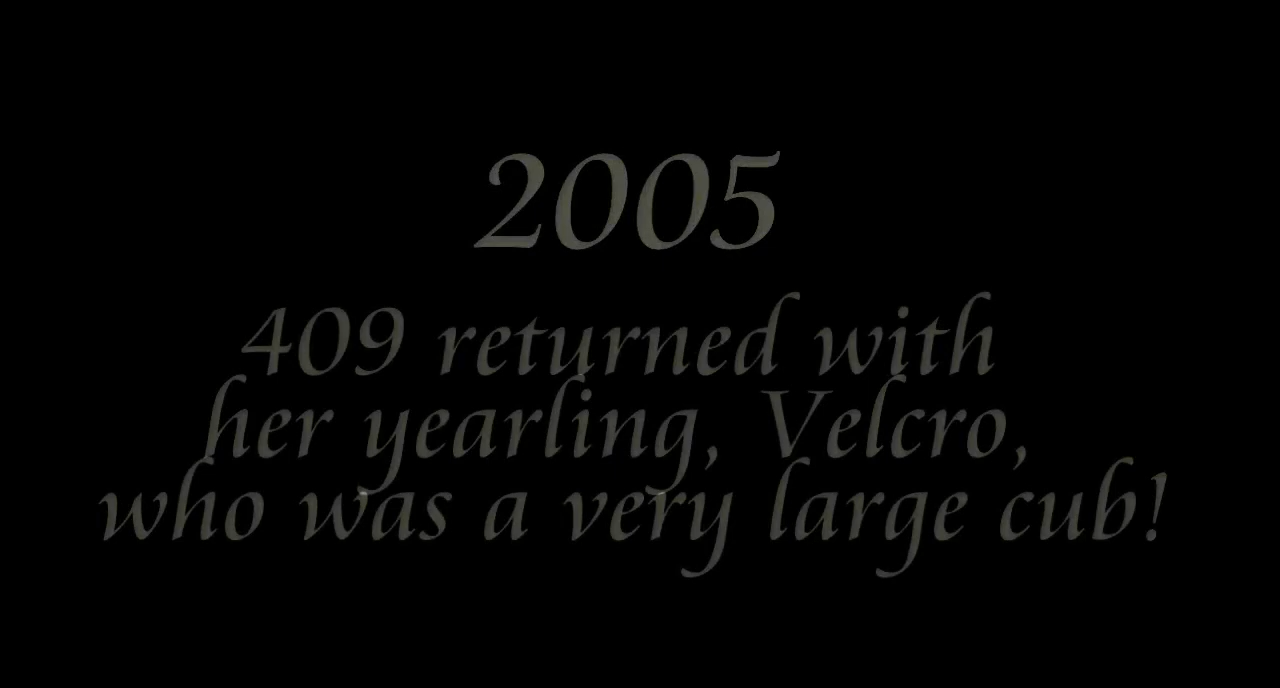 2005
409 returned with
her yearling, Velcro,
who was a very large cub!